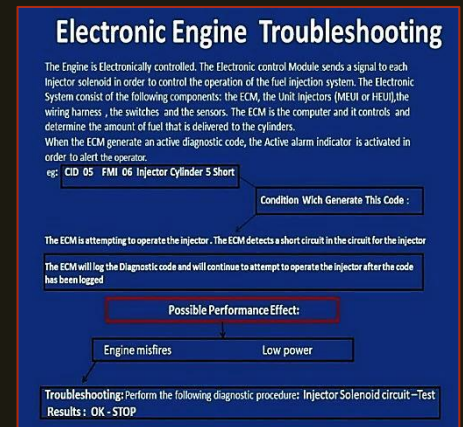 Electronic Engine Troubleshooting
The Engine is Electronically controlled. The Electronic control Module sends a signal to each
Injector solenoid in order to control the operation of the fuel injection system. The Electronic
System consist of the following components: the ECM, the Unit Injectors (MEUI or HEUI),the
wiring harness , the switches and the sensors. The ECM is the computer and it controls and
determine the amount of fuel that is delivered to the cylinders.
When the ECM generate an active diagnostic code, the Active alarm indicator is activated in
order to alert the operator.
eg: CID 05 FMI 06 Injector Cylinder 5 Short
Condition Wich Generate This Code :
The ECM is attempting to operate the injector . The ECM detects a short circuit in the circuit for the injector
The ECM will log the Diagnostic code and will continue to attempt to operate the injector after the code
has been logged
Possible Performance Effect:
Engine misfires Low power
Troubleshooting: Perform the following diagnostic procedure: Injector Solenoid circuit –Test
Results : OK - STOP